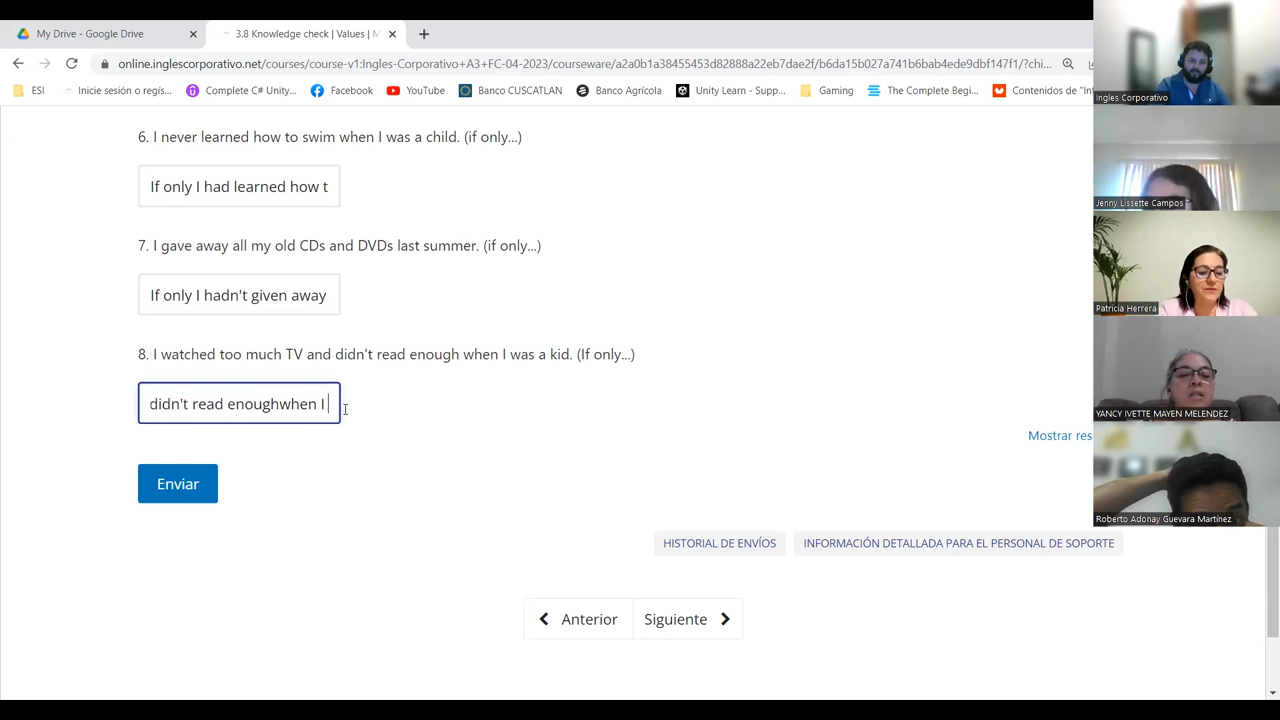 My Drive - Google Drive
3.8 Knowledge check | Values | M
online.inglescorporativo.net/courses/course-v1:Ingles-Corporativo+A3+FC-04-2023/courseware/a2a0b1a38455453d82888a22eb7dae2f/b6da15b027a741b6bab4ede9dbf147f1/?chi...
ESI
Inicie sesión o regís...
Complete C# Unity...
Facebook
YouTube
Banco CUSCATLAN
Banco Agrícola
Unity Learn - Supp...
Gaming
The Complete Begi...
Contenidos de "Int
6. I never learned how to swim when I was a child. (if only...)
If only I had learned how t
7. I gave away all my old CDs and DVDs last summer. (if only...)
If only I hadn't given away
8. I watched too much TV and didn't read enough when I was a kid. (If only...)
didn't read enoughwhen I
Mostrar res
Enviar
HISTORIAL DE ENVÍOS
INFORMACIÓN DETALLADA PARA EL PERSONAL DE SOPORTE
Anterior
Siguiente
Ingles Corporativo
Jenny Lissette Campos
Patricia Herrera
YANCY IVETTE MAYEN MELENDEZ
Roberto Adonay Guevara Martínez